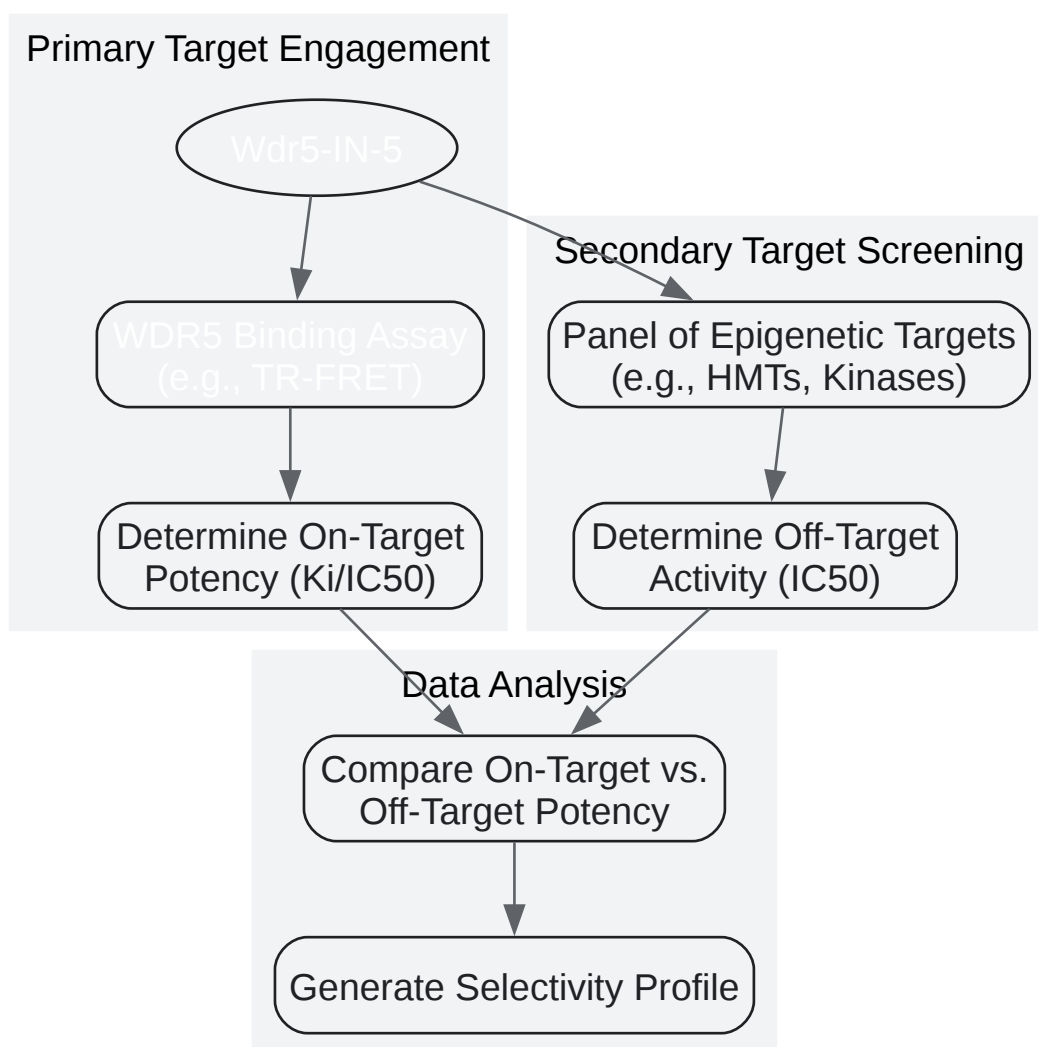 Primary Target Engagement
Wdr5-IN-5
Secondary Target Screening
WDR5 Binding Assay
(e.g., TR-FRET)
Panel of Epigenetic Targets
(e.g., HMTs, Kinases)
Determine On-Target
Potency (Ki/IC50)
Determine Off-Target
Activity (IC50)
Data Analysis
Compare On-Target vs.
Off-Target Potency
Generate Selectivity Profile